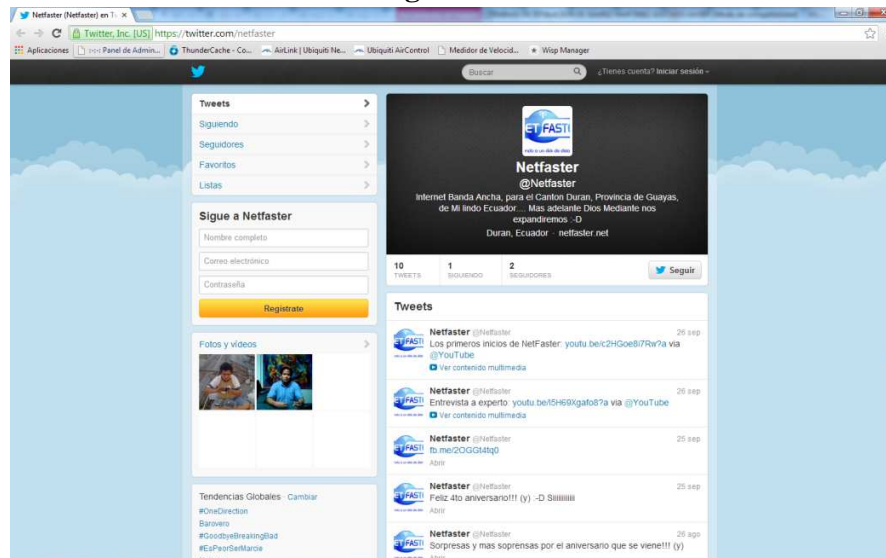 Netfaster (Netfaster) en T
Twitter, Inc. [US] https://twitter.com/netfaster
Aplicaciones
Panel de Admin...
ThunderCache - Co...
AirLink | Ubiquiti Ne...
Ubiquiti AirControl
Medidor de Velocid...
Wisp Manager
Buscar
¿Tienes cuenta? Iniciar sesión
Tweets
Siguiendo
Seguidores
Favoritos
Listas
Sigue a Netfaster
Nombre completo
Correo electrónico
Contraseña
Regístrate
Fotos y vídeos
Tendencias Globales · Cambiar
#OneDirection
Barovero
#GoodbyeBreakingBad
#EsPeorSerMarcie
ET FAST
Netfaster
@Netfaster
Internet Banda Ancha, para el Canton Duran, Provincia de Guayas,
de Mi lindo Ecuador.... Mas adelante Dios Mediante nos
expandiremos :-D
Duran, Ecuador · netfaster.net
10 TWEETS
1 SIGUIENDO
2 SEGUIDORES
Seguir
Tweets
Netfaster @Netfaster 26 sep
Los primeros inicios de NetFaster: youtu.be/c2HGoe8i7Rw?a via
@YouTube
Ver contenido multimedia
Netfaster @Netfaster 26 sep
Entrevista a experto: youtu.be/I5H69Xgafo8?a via @YouTube
Ver contenido multimedia
Netfaster @Netfaster 25 sep
fb.me/2OGGt4tq0
Abrir
Netfaster @Netfaster 25 sep
Feliz 4to aniversario!!! (y) :-D Siiiiiiiiii
Abrir
Netfaster @Netfaster 26 ago
Sorpresas y mas soprensas por el aniversario que se viene!!! (y)